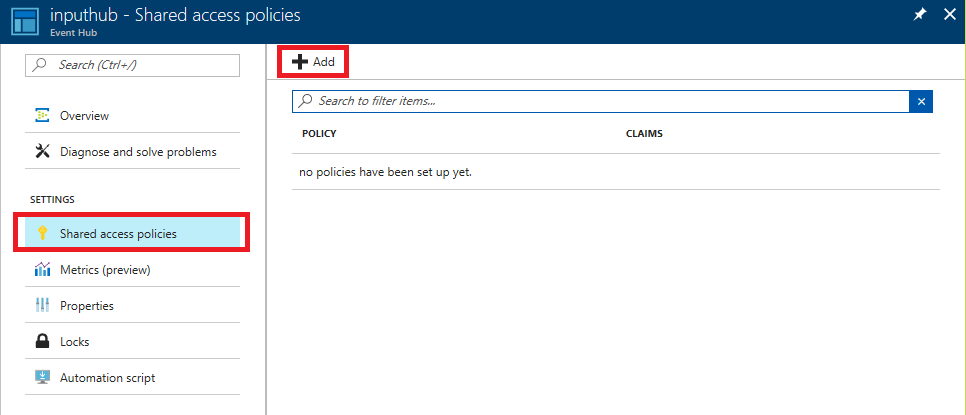 inputhub - Shared access policies
Event Hub
Search (Ctrl+/)
Overview
Diagnose and solve problems
SETTINGS
Shared access policies
Metrics (preview)
Properties
Locks
Automation script
Add
Search to filter items...
POLICY CLAIMS
no policies have been set up yet.